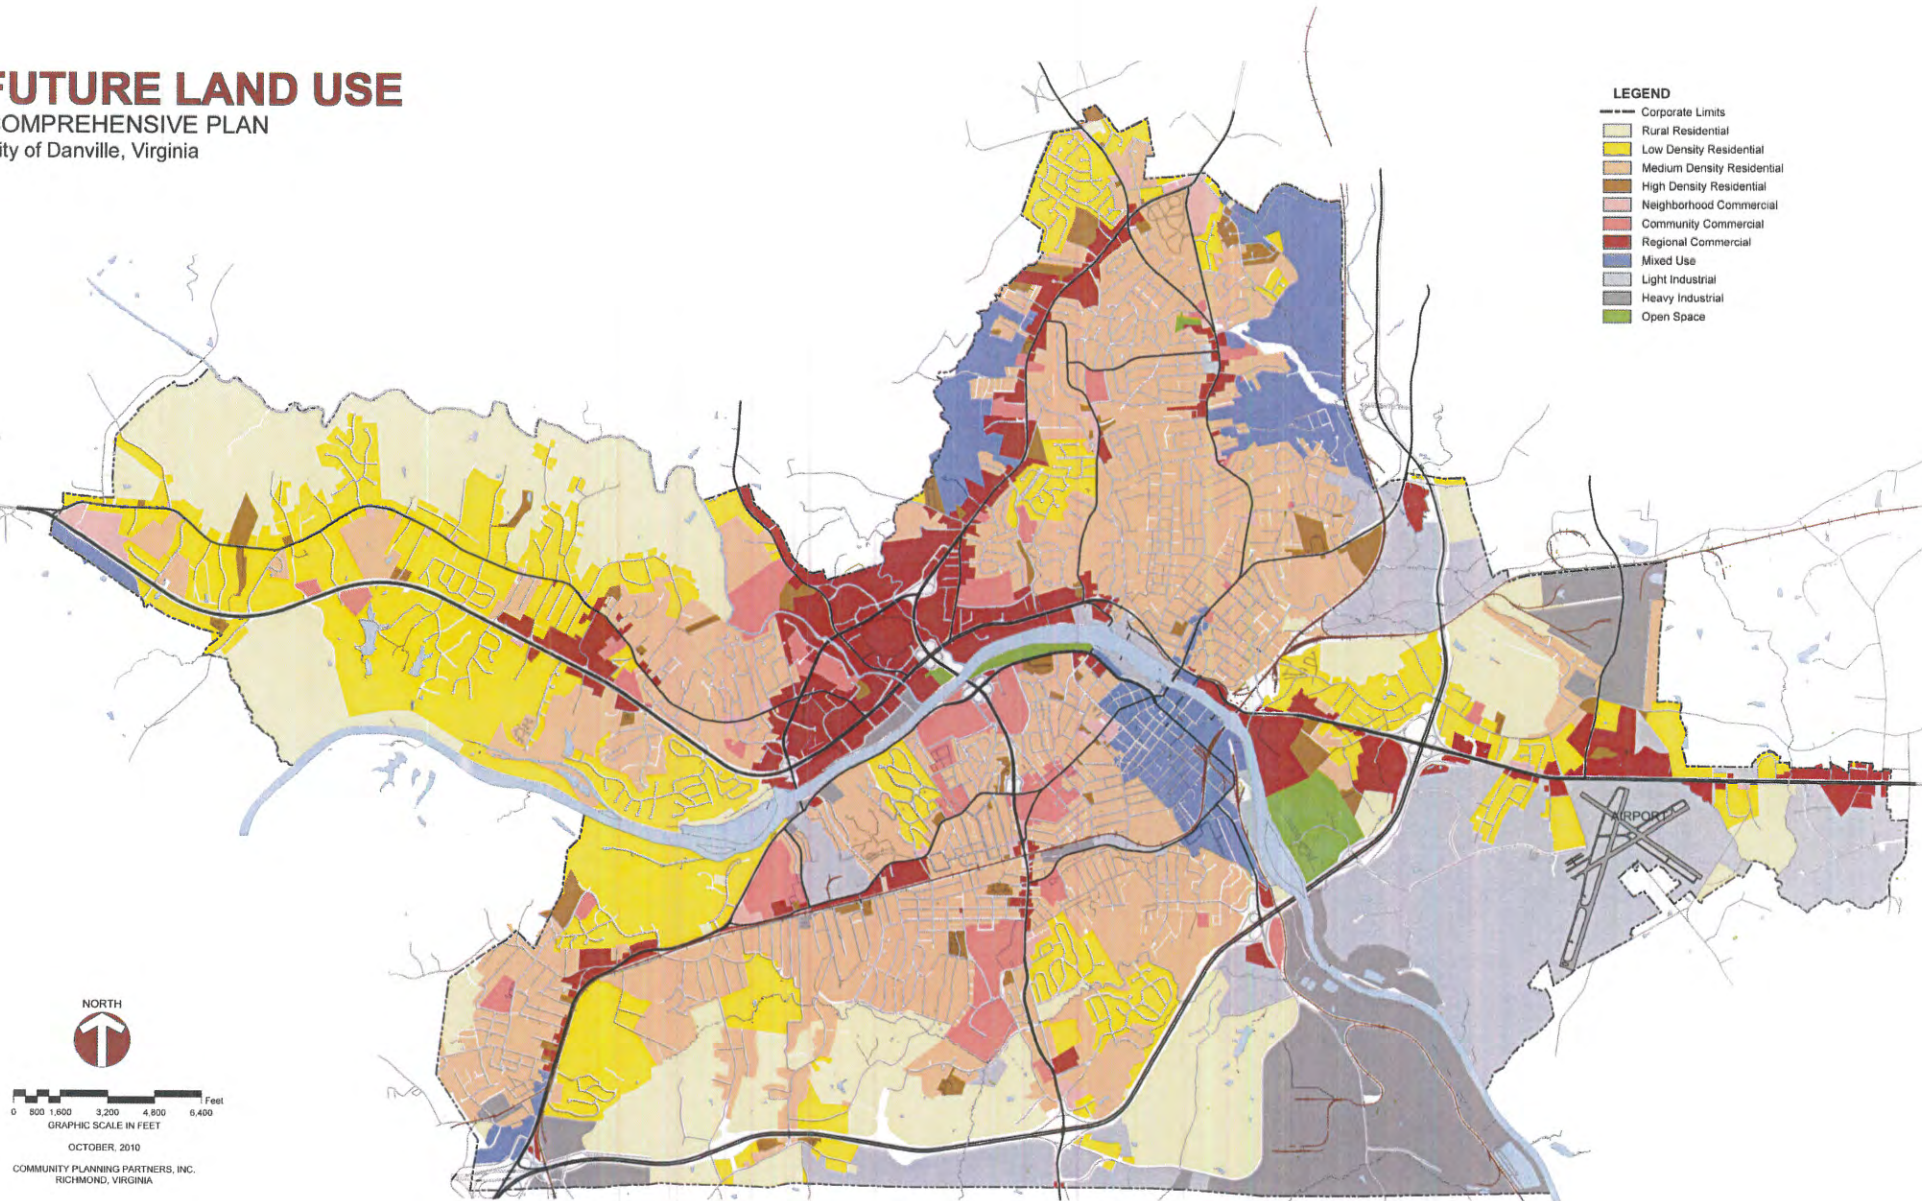 FUTURE LAND USE
COMPREHENSIVE PLAN
ity of Danville, Virginia
LEGEND
Corporate Limits
Rural Residential
Low Density Residential
Medium Density Residential
High Density Residential
Neighborhood Commercial
Community Commercial
Regional Commercial
Mixed Use
Light Industrial
Heavy Industrial
Open Space
AIRPORT
NORTH
0 800 1,600 3,200 4,800 6,400 Feet
GRAPHIC SCALE IN FEET
OCTOBER, 2010
COMMUNITY PLANNING PARTNERS, INC.
RICHMOND, VIRGINIA